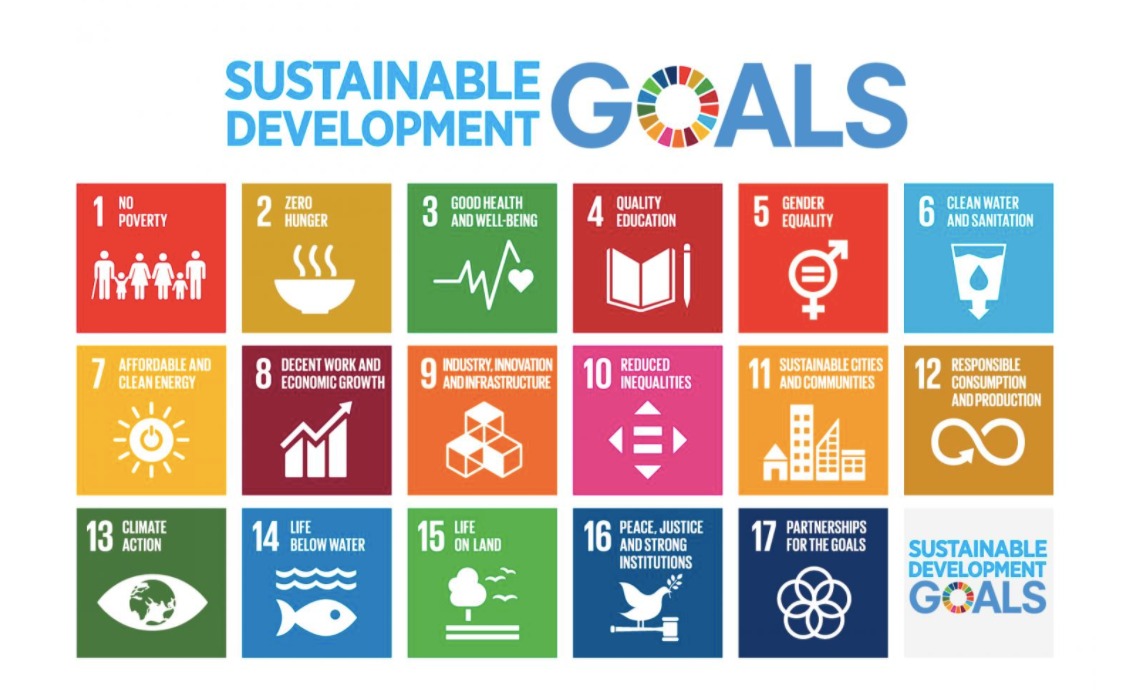 SUSTAINABLE
DEVELOPMENT
GOALS
1 NO
POVERTY
2 ZERO
HUNGER
3 GOOD HEALTH
AND WELL-BEING
4 QUALITY
EDUCATION
5 GENDER
EQUALITY
6 CLEAN WATER
AND SANITATION
7 AFFORDABLE AND
CLEAN ENERGY
8 DECENT WORK AND
ECONOMIC GROWTH
9 INDUSTRY, INNOVATION
AND INFRASTRUCTURE
10 REDUCED
INEQUALITIES
11 SUSTAINABLE CITIES
AND COMMUNITIES
12 RESPONSIBLE
CONSUMPTION
AND PRODUCTION
13 CLIMATE
ACTION
14 LIFE
BELOW WATER
15 LIFE
ON LAND
16 PEACE, JUSTICE
AND STRONG
INSTITUTIONS
17 PARTNERSHIPS
FOR THE GOALS
SUSTAINABLE
DEVELOPMENT
GOALS